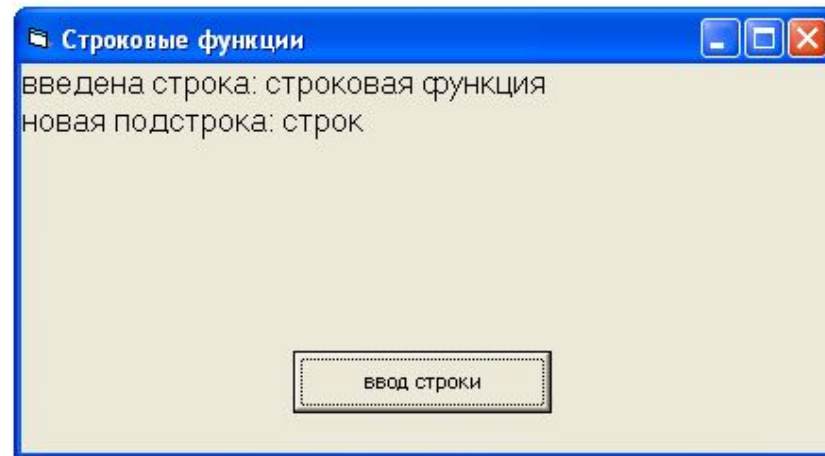 Строковые функции
введена строка: строковая функция
новая подстрока: строк
ввод строки